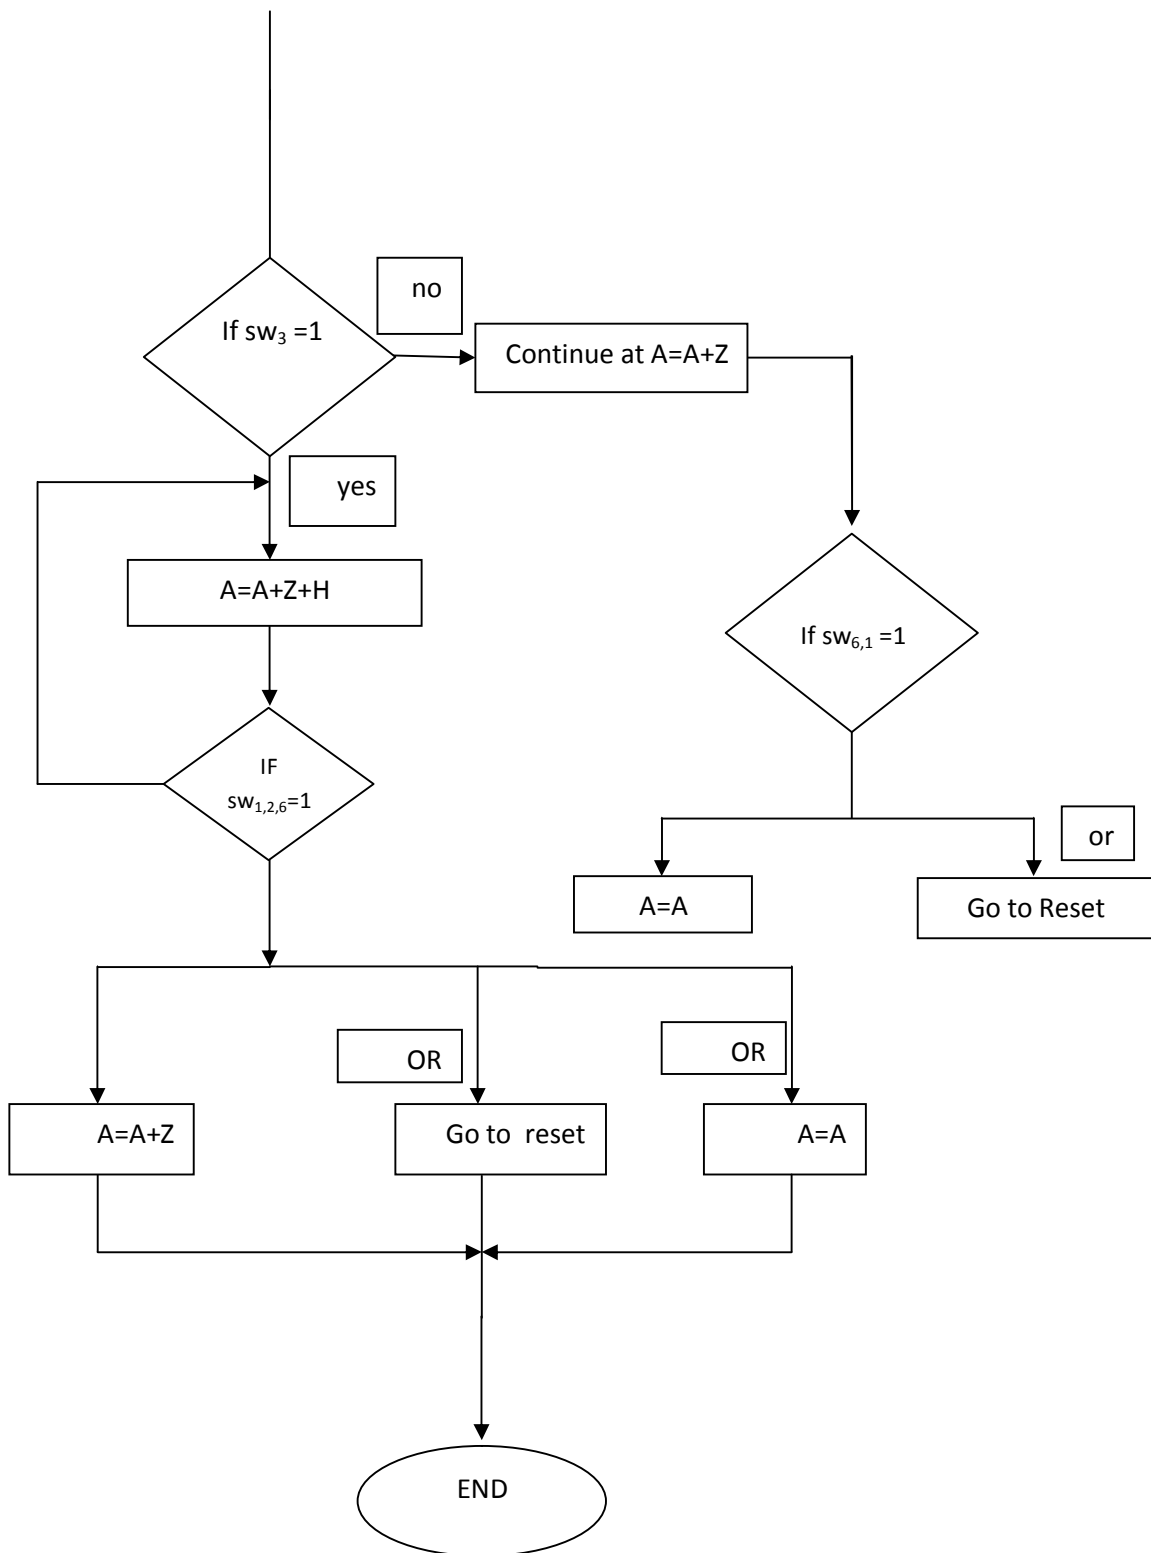 no
If sw₃ =1
Continue at A=A+Z
yes
A=A+Z+H
If sw₆,₁ =1
IF
sw₁,₂,₆=1
or
A=A
Go to Reset
OR
OR
A=A+Z
Go to reset
A=A
END